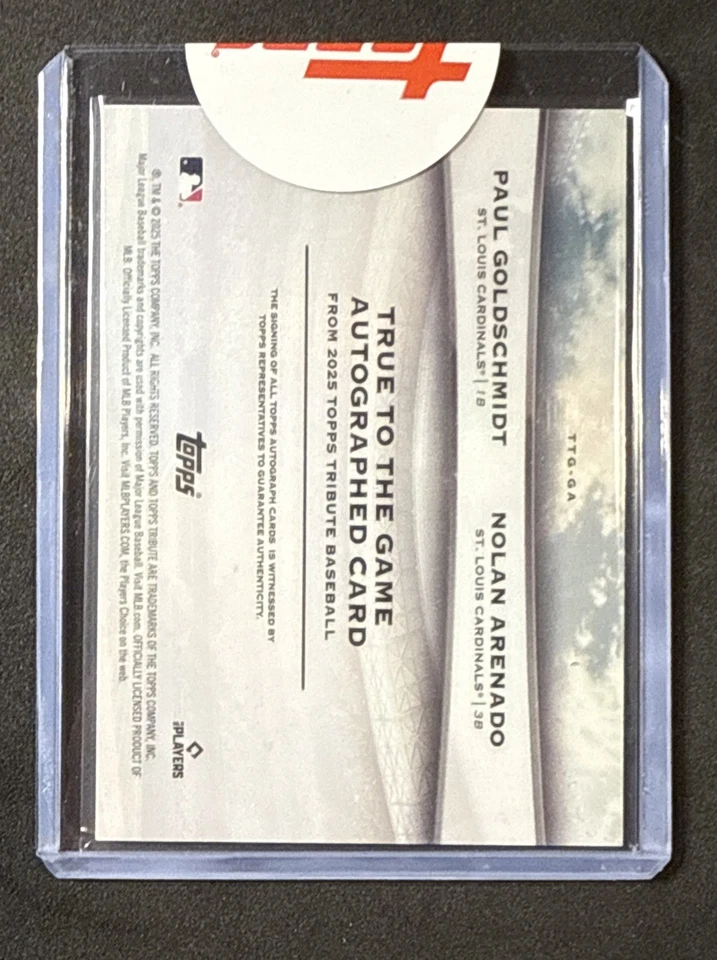 TTG-GA
PAUL GOLDSCHMIDT
ST. LOUIS CARDINALS® | 1B
NOLAN ARENADO
ST. LOUIS CARDINALS® | 3B
TRUE TO THE GAME
AUTOGRAPHED CARD
FROM 2025 TOPPS TRIBUTE BASEBALL
THE SIGNING OF ALL TOPPS AUTOGRAPH CARDS IS WITNESSED BY
TOPPS REPRESENTATIVES TO GUARANTEE AUTHENTICITY.
topps®
PLAYERS
®, TM & © 2025 THE TOPPS COMPANY, INC. ALL RIGHTS RESERVED. TOPPS AND TOPPS TRIBUTE ARE TRADEMARKS OF THE TOPPS COMPANY, INC.
Major League Baseball trademarks and copyrights are used with permission of Major League Baseball. Visit MLB.com. OFFICIALLY LICENSED PRODUCT OF
MLB. Officially Licensed Product of MLB Players, Inc. Visit MLBPLAYERS.COM, the Players Choice on the web.